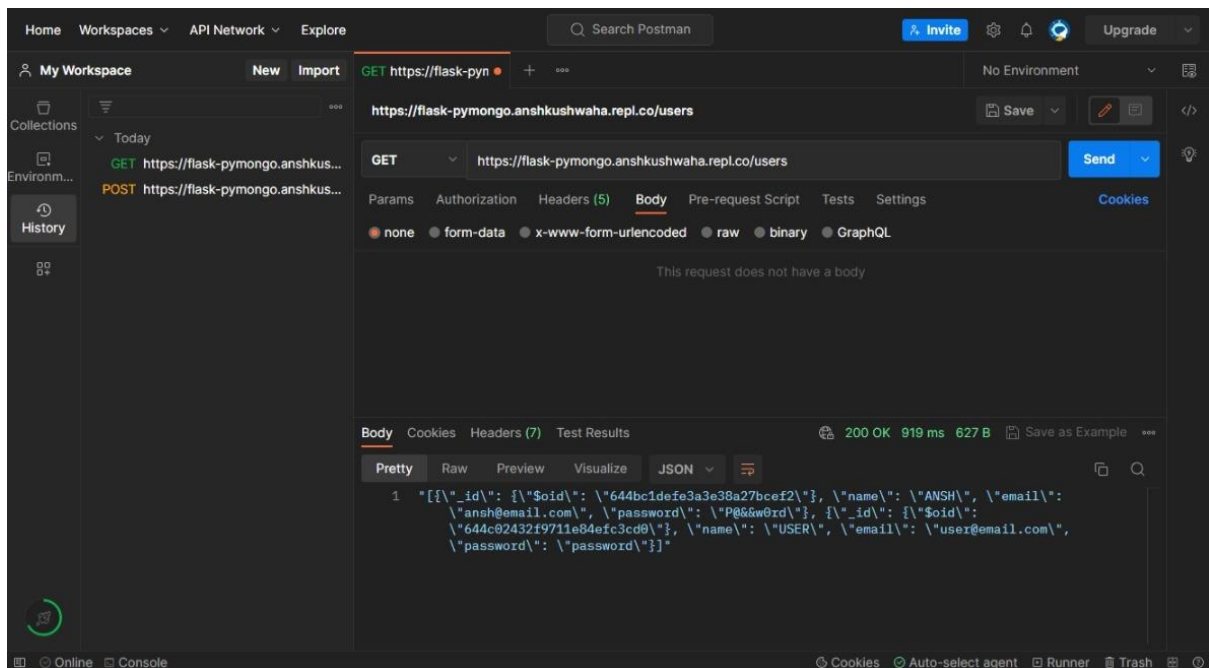 Home Workspaces API Network Explore Search Postman Invite Upgrade
My Workspace New Import GET https://flask-pyn No Environment
Collections
Environm...
History
Today
GET https://flask-pymongo.anshkus...
POST https://flask-pymongo.anshkus...
https://flask-pymongo.anshkushwaha.repl.co/users Save
GET https://flask-pymongo.anshkushwaha.repl.co/users Send
Params Authorization Headers (5) Body Pre-request Script Tests Settings Cookies
none form-data x-www-form-urlencoded raw binary GraphQL
This request does not have a body
Body Cookies Headers (7) Test Results 200 OK 919 ms 627 B Save as Example
Pretty Raw Preview Visualize JSON
1 "[{\"_id\": {\"$oid\": \"644bc1defe3a3e38a27bcef2\"}, \"name\": \"ANSH\", \"email\":
\"ansh@email.com\", \"password\": \"P@&&w0rd\"}, {\"_id\": {\"$oid\":
\"644c02432f9711e84efc3cd0\"}, \"name\": \"USER\", \"email\": \"user@email.com\",
\"password\": \"password\"}]"
Online Console Cookies Auto-select agent Runner Trash